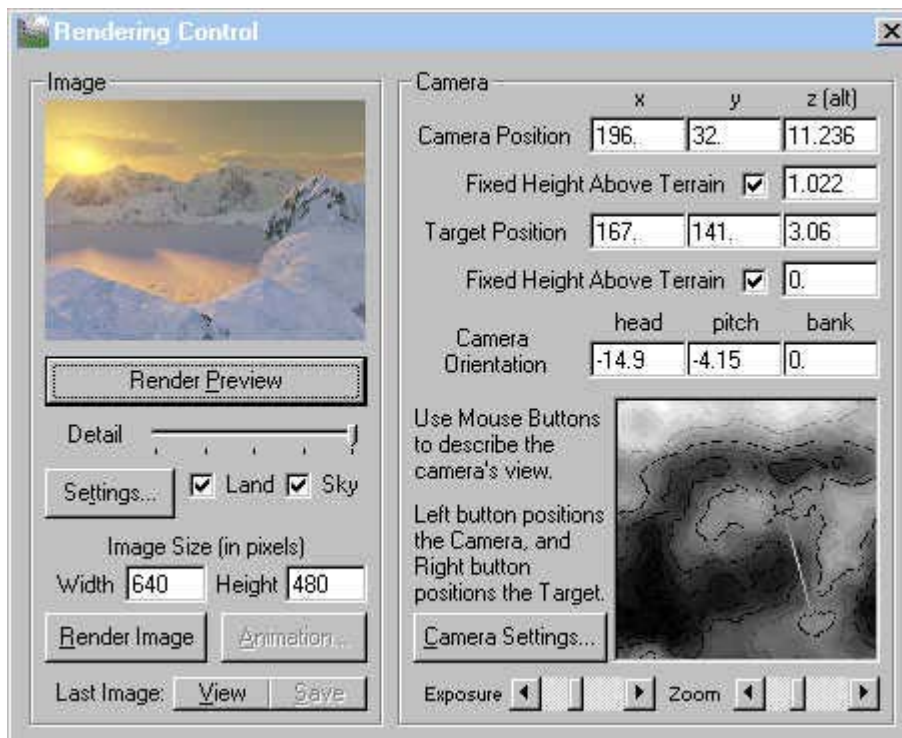 Rendering Control
Image
Render Preview
Detail
Settings...
Land
Sky
Image Size (in pixels)
Width 640 Height 480
Render Image
Animation...
Last Image: View Save
Camera
x y z (alt)
Camera Position 196. 32. 11.236
Fixed Height Above Terrain 1.022
Target Position 167. 141. 3.06
Fixed Height Above Terrain 0.
head pitch bank
Camera
Orientation
-14.9 -4.15 0.
Use Mouse Buttons
to describe the
camera's view.
Left button positions
the Camera, and
Right button
positions the Target.
Camera Settings...
Exposure Zoom